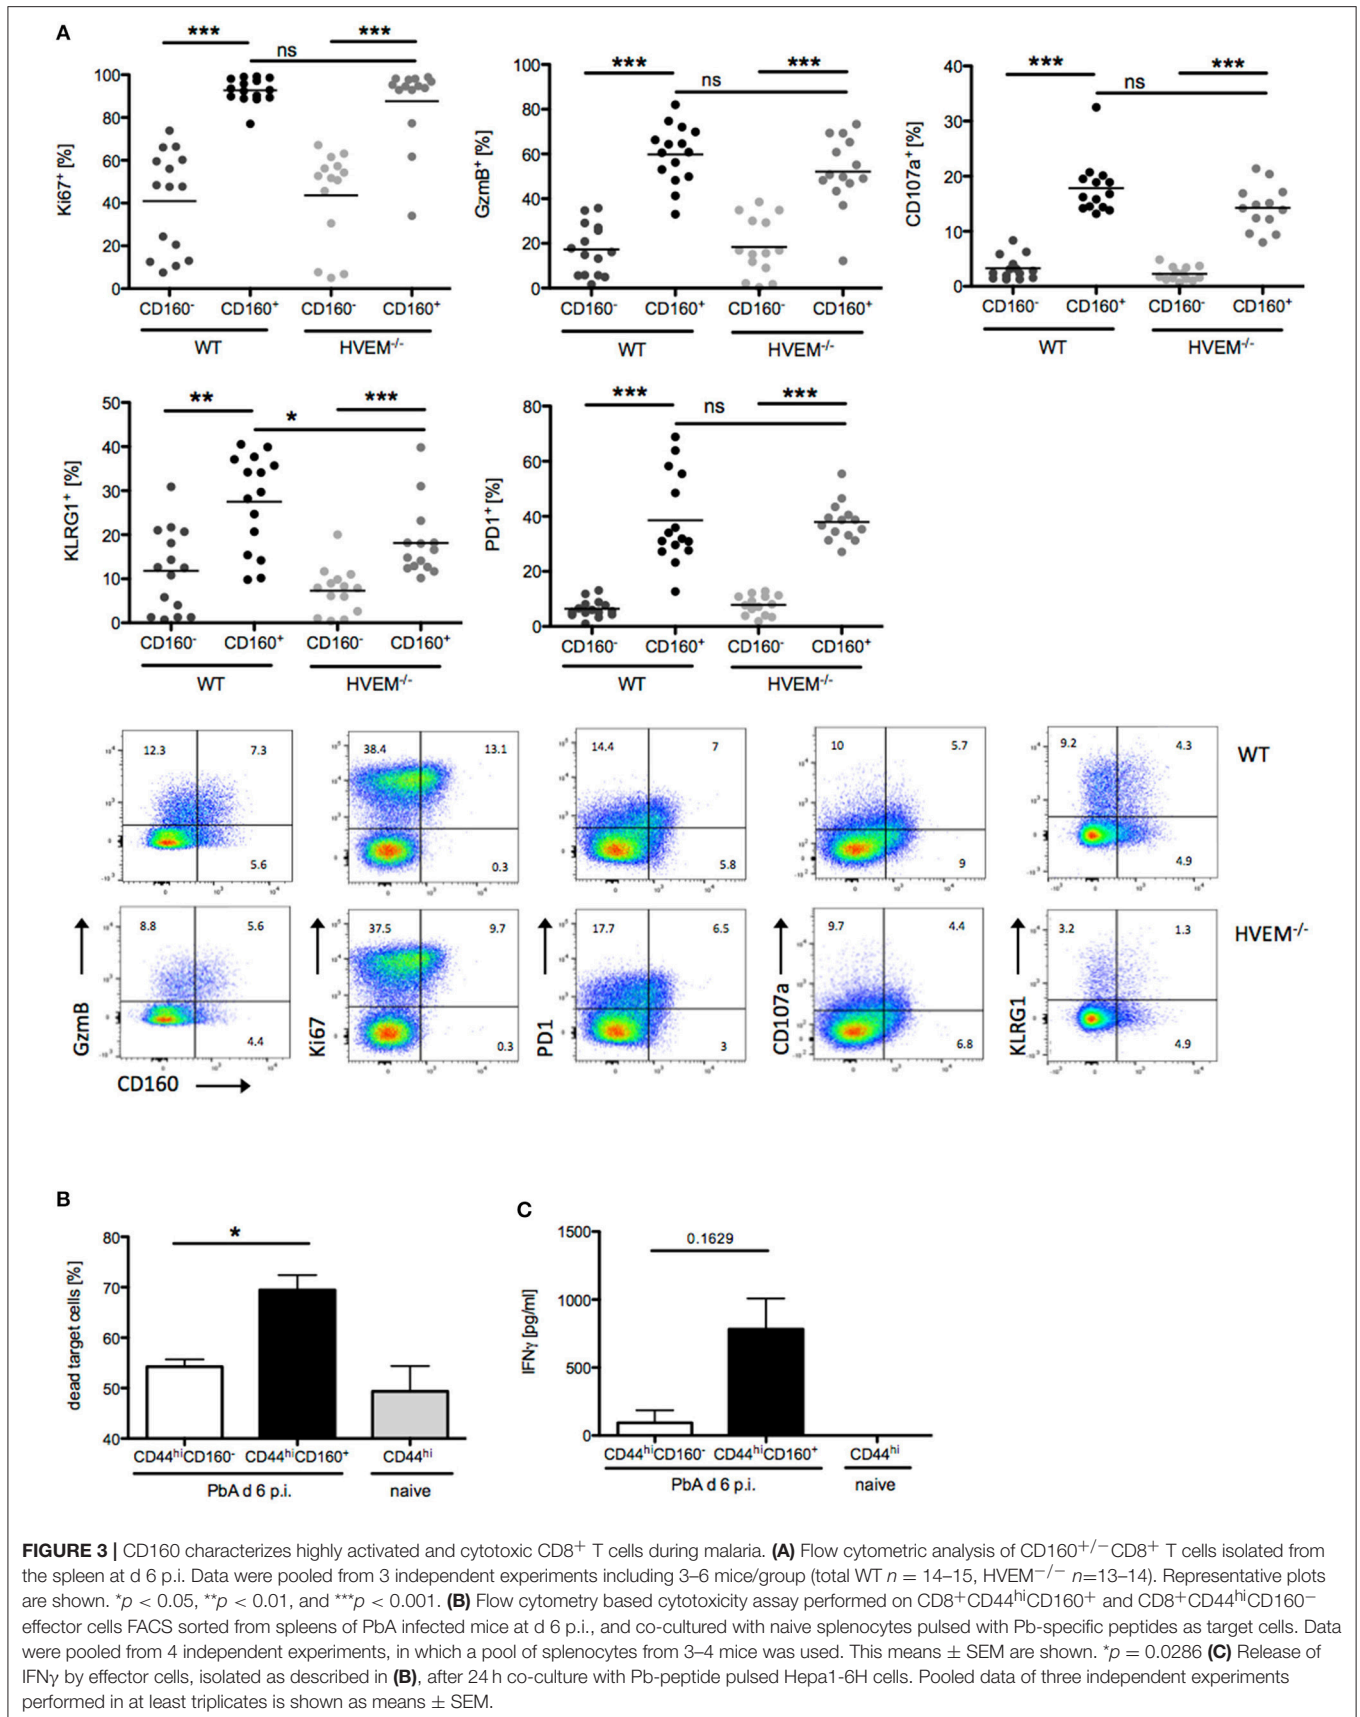 A
*** *** ns
Ki67+ [%]
100
80
60
40
20
0
CD160- CD160+ CD160- CD160+
WT HVEM-/-
*** *** ns
GzmB+ [%]
100
80
60
40
20
0
CD160- CD160+ CD160- CD160+
WT HVEM-/-
*** *** ns
CD107a+ [%]
40
30
20
10
0
CD160- CD160+ CD160- CD160+
WT HVEM-/-
** *** *
KLRG1+ [%]
50
40
30
20
10
0
CD160- CD160+ CD160- CD160+
WT HVEM-/-
*** ns ***
PD1+ [%]
80
60
40
20
0
CD160- CD160+ CD160- CD160+
WT HVEM-/-
12.3 7.3
5.6
38.4 13.1
0.3
14.4 7
5.8
10 5.7
9
9.2 4.3
4.9
WT
8.8 5.6
4.4
37.5 9.7
0.3
17.7 6.5
3
9.7 4.4
6.8
3.2 1.3
4.9
HVEM-/-
GzmB
Ki67
PD1
CD107a
KLRG1
CD160
B
*
dead target cells [%]
80
70
60
50
40
CD44hiCD160- CD44hiCD160+ CD44hi
PbA d 6 p.i. naive
C
0.1629
IFNγ [pg/ml]
1500
1000
500
0
CD44hiCD160- CD44hiCD160+ CD44hi
PbA d 6 p.i. naive
FIGURE 3 | CD160 characterizes highly activated and cytotoxic CD8+ T cells during malaria. (A) Flow cytometric analysis of CD160+/−CD8+ T cells isolated from
the spleen at d 6 p.i. Data were pooled from 3 independent experiments including 3–6 mice/group (total WT n = 14–15, HVEM−/− n=13–14). Representative plots
are shown. *p < 0.05, **p < 0.01, and ***p < 0.001. (B) Flow cytometry based cytotoxicity assay performed on CD8+CD44hiCD160+ and CD8+CD44hiCD160−
effector cells FACS sorted from spleens of PbA infected mice at d 6 p.i., and co-cultured with naive splenocytes pulsed with Pb-specific peptides as target cells. Data
were pooled from 4 independent experiments, in which a pool of splenocytes from 3–4 mice was used. This means ± SEM are shown. *p = 0.0286 (C) Release of
IFNγ by effector cells, isolated as described in (B), after 24 h co-culture with Pb-peptide pulsed Hepa1-6H cells. Pooled data of three independent experiments
performed in at least triplicates is shown as means ± SEM.